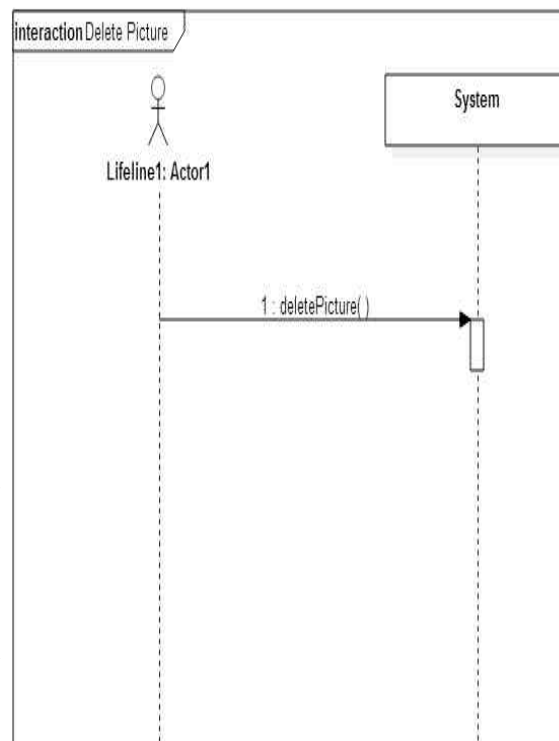 interaction Delete Picture
System
Lifeline1: Actor1
1 : deletePicture( )